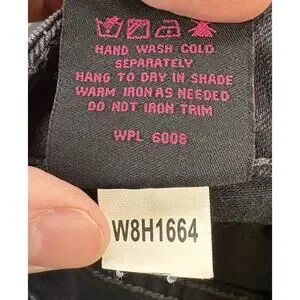 HAND WASH COLD
SEPARATELY
HANG TO DRY IN SHADE
WARM IRON AS NEEDED
DO NOT IRON TRIM
WPL 6008
W8H1664